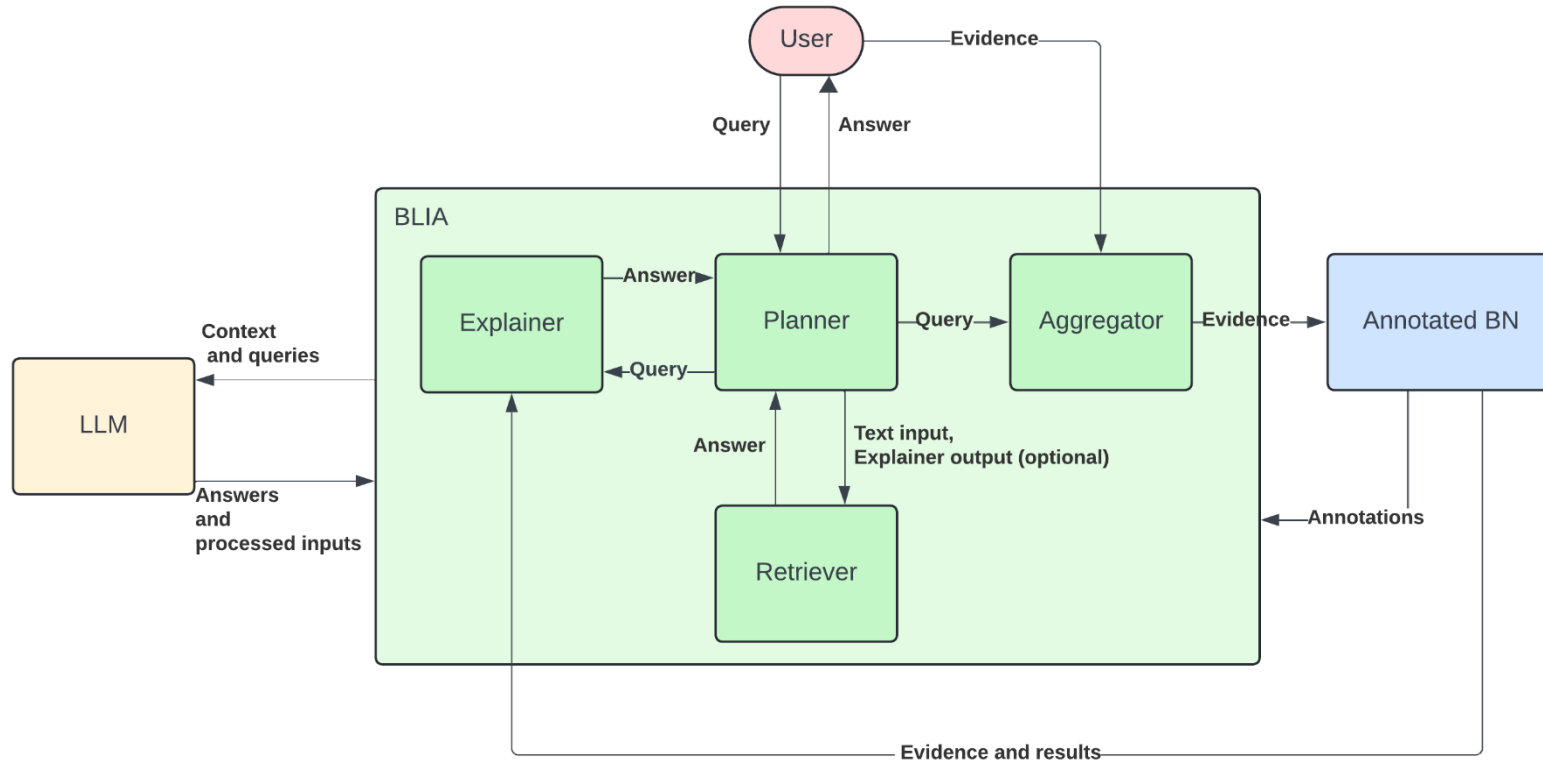 User
Evidence
Query
Answer
BLIA
Explainer
Answer
Planner
Query
Aggregator
Evidence
Annotated BN
Query
Context
and queries
LLM
Answers
and
processed inputs
Answer
Text input,
Explainer output (optional)
Retriever
Annotations
Evidence and results